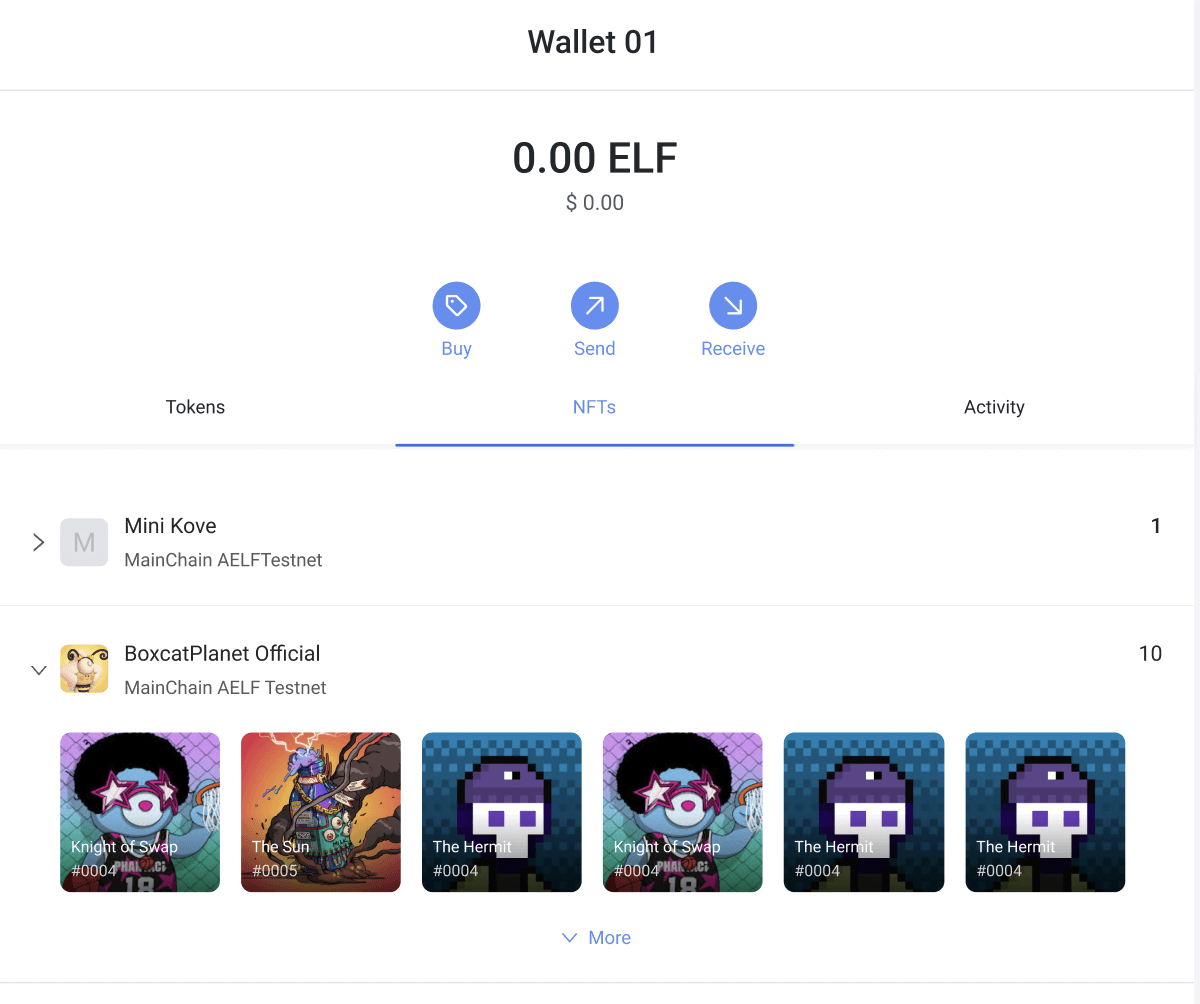 Wallet 01
0.00 ELF
$ 0.00
Buy
Send
Receive
Tokens
NFTs
Activity
M
Mini Kove
1
MainChain AELFTestnet
BoxcatPlanet Official
10
MainChain AELF Testnet
Knight of Swap
#0004
18
The Sun
#0005
The Hermit
#0004
Knight of Swap
#0004
18
The Hermit
#0004
The Hermit
#0004
More